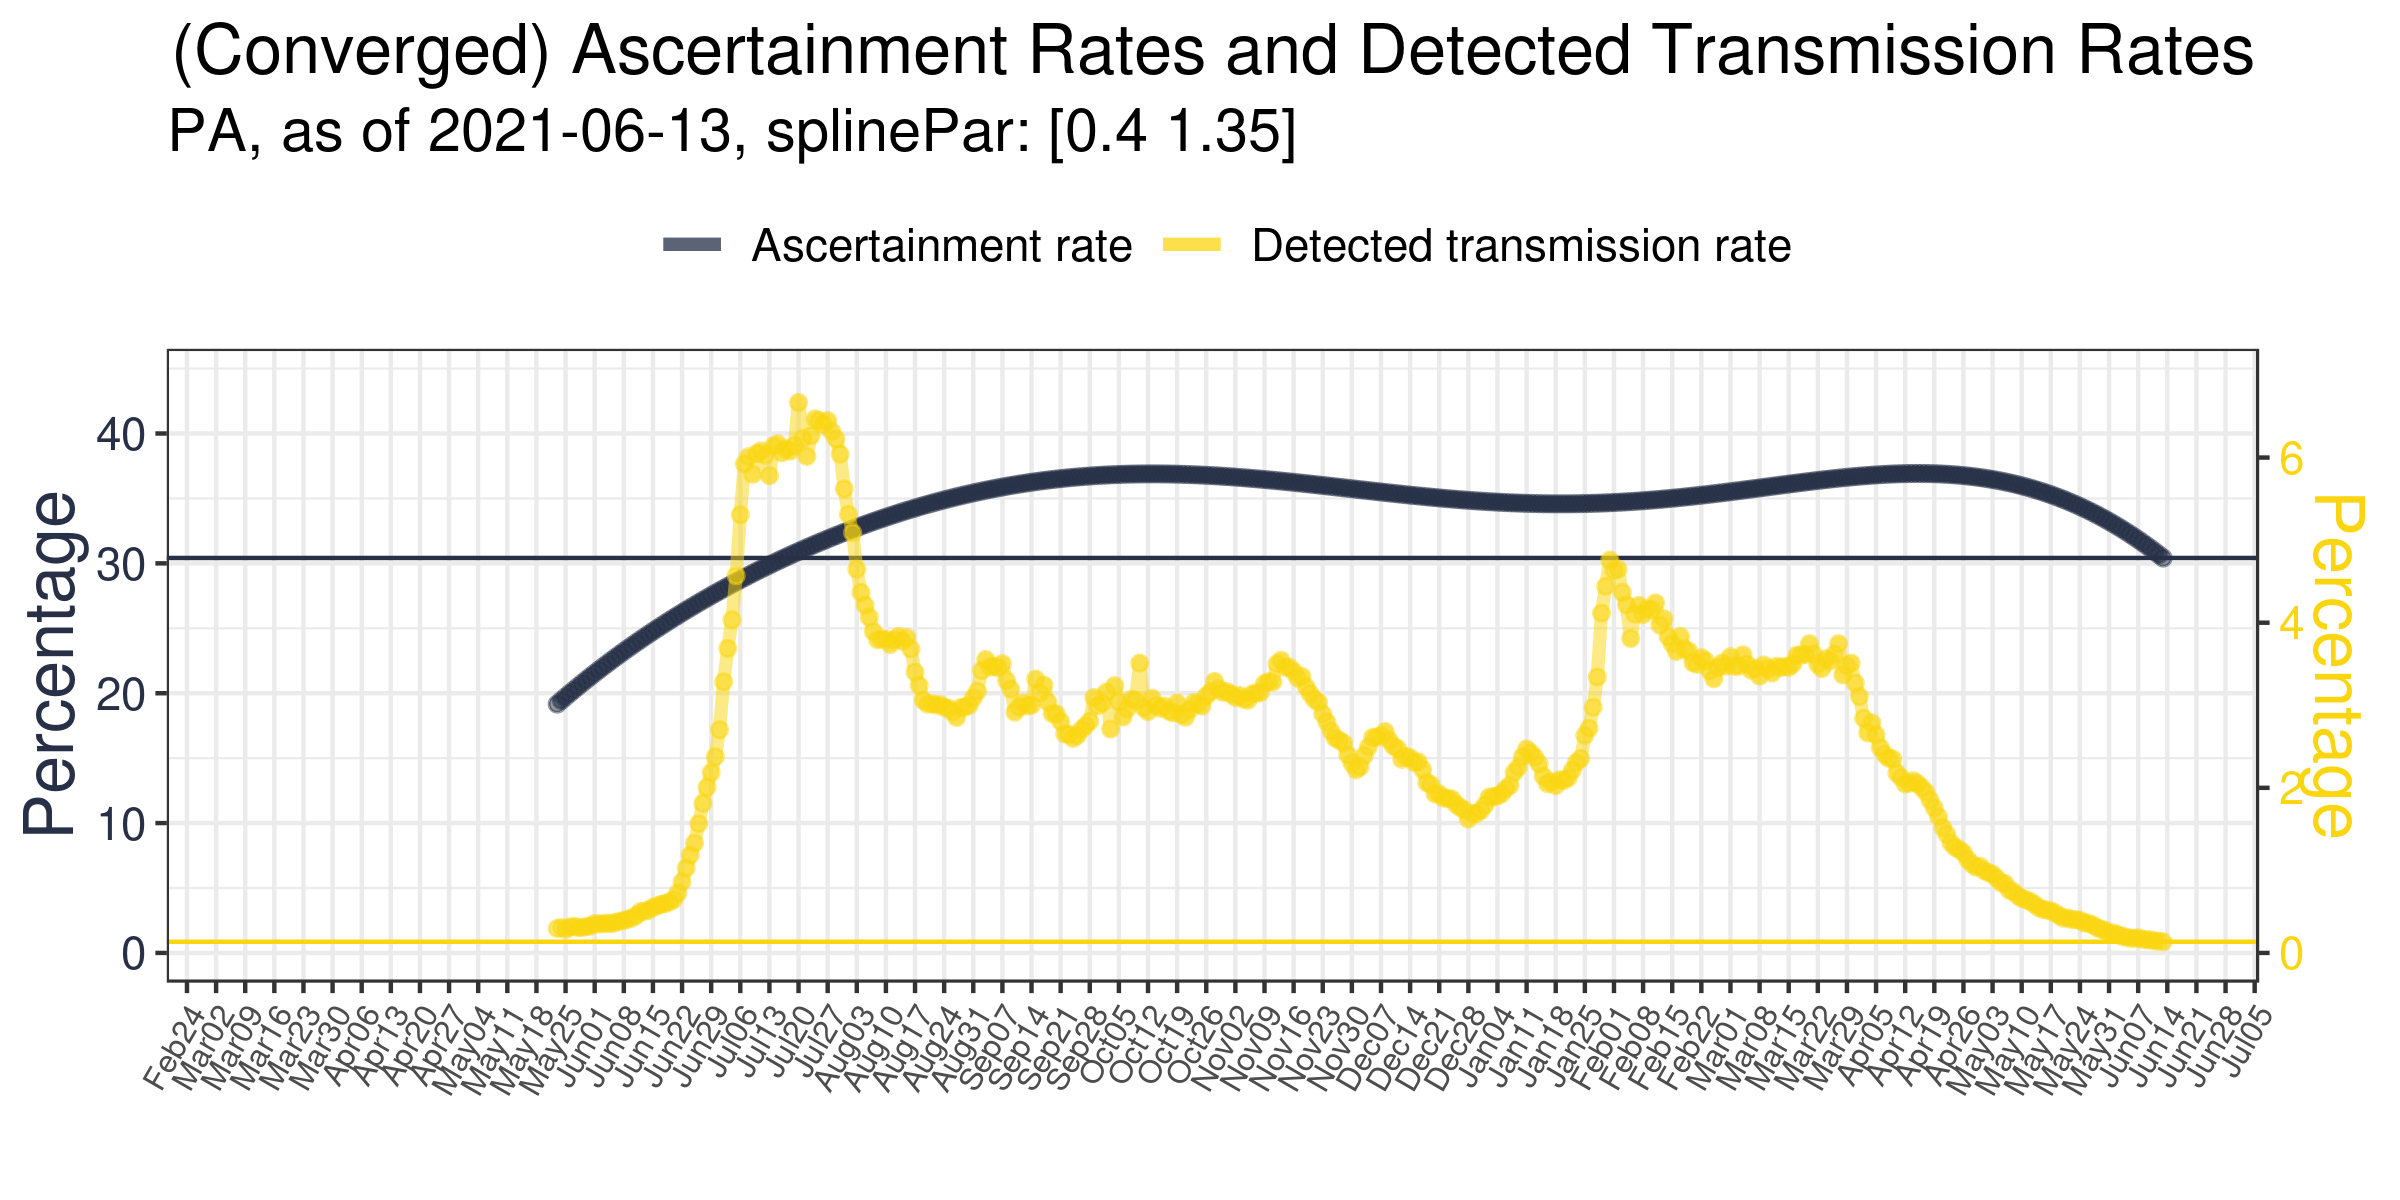 (Converged) Ascertainment Rates and Detected Transmission Rates
PA, as of 2021-06-13, splinePar: [0.4 1.35]
Ascertainment rate
Detected transmission rate
Percentage
40
30
20
10
0
6
4
2
0
Percentage
Feb24
Mar02
Mar09
Mar16
Mar23
Mar30
Apr06
Apr13
Apr20
Apr27
May04
May11
May18
May25
Jun01
Jun08
Jun15
Jun22
Jun29
Jul06
Jul13
Jul20
Jul27
Aug03
Aug10
Aug17
Aug24
Aug31
Sep07
Sep14
Sep21
Sep28
Oct05
Oct12
Oct19
Oct26
Nov02
Nov09
Nov16
Nov23
Nov30
Dec07
Dec14
Dec21
Dec28
Dec04
Jan11
Jan18
Jan25
Feb01
Feb08
Feb15
Feb22
Mar01
Mar08
Mar15
Mar22
Mar29
Apr05
Apr12
Apr19
Apr26
May03
May10
May17
May24
May31
May07
Jun14
Jun21
Jun28
Jul05